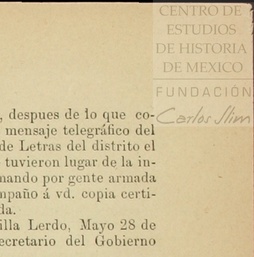 CENTRO DE
ESTUDIOS
DE HISTORIA
DE MEXICO
FUNDACIÓN
Carlos Slim
, despues de lo que co-
mensaje telegráfico del
de Letras del distrito el
tuvieron lugar de la in-
mando por gente armada
mpaño á vd. copia certi-
da.
illa Lerdo, Mayo 28 de
ecretario del Gobierno